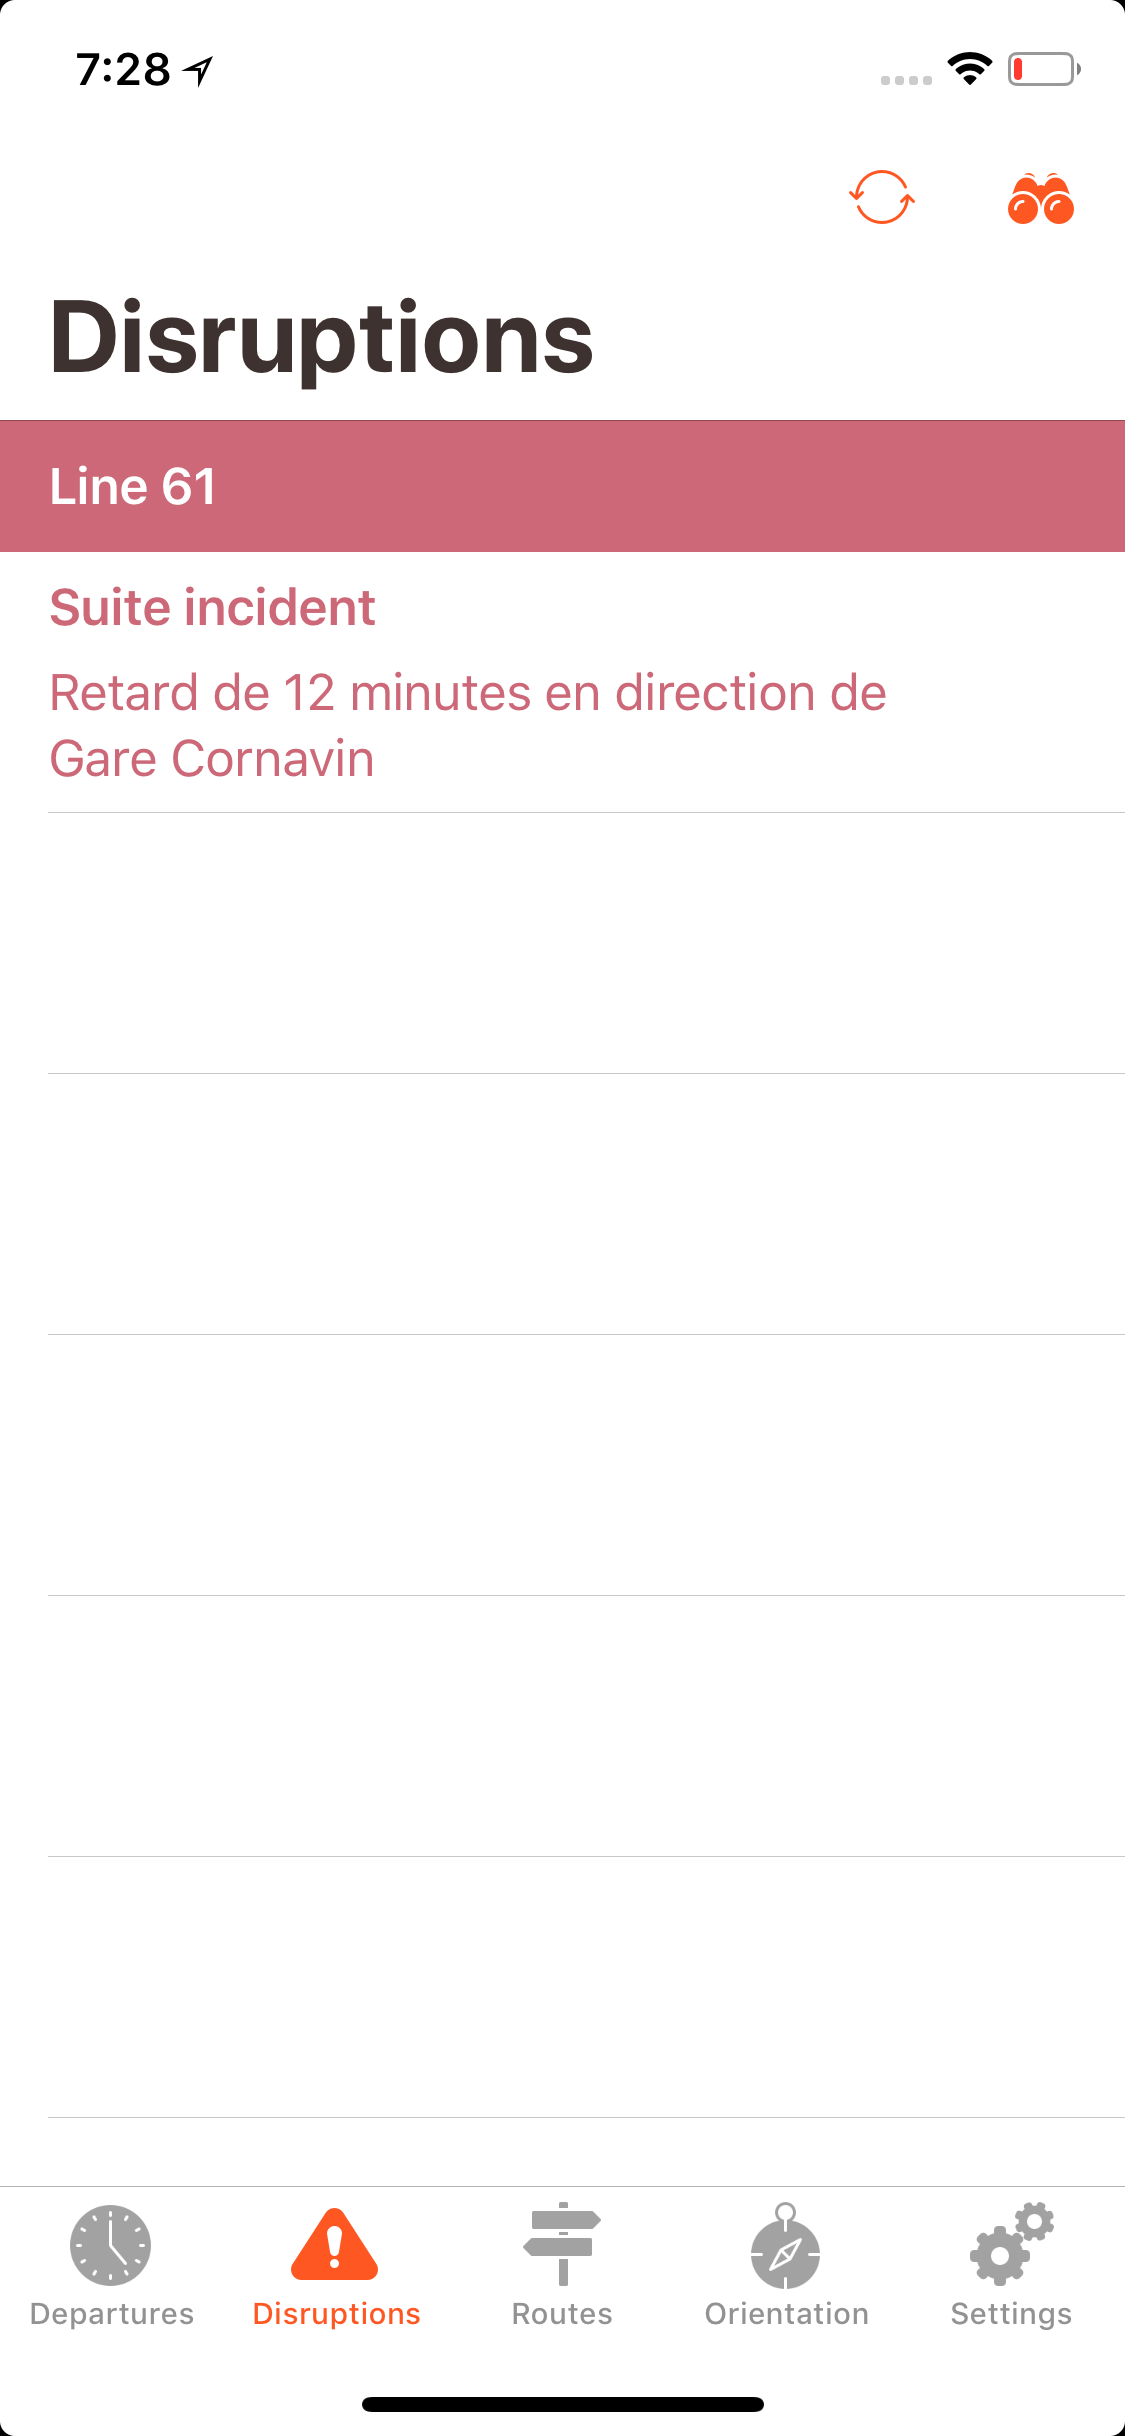 7:28
Disruptions
Line 61
Suite incident
Retard de 12 minutes en direction de
Gare Cornavin
Departures
Disruptions
Routes
Orientation
Settings